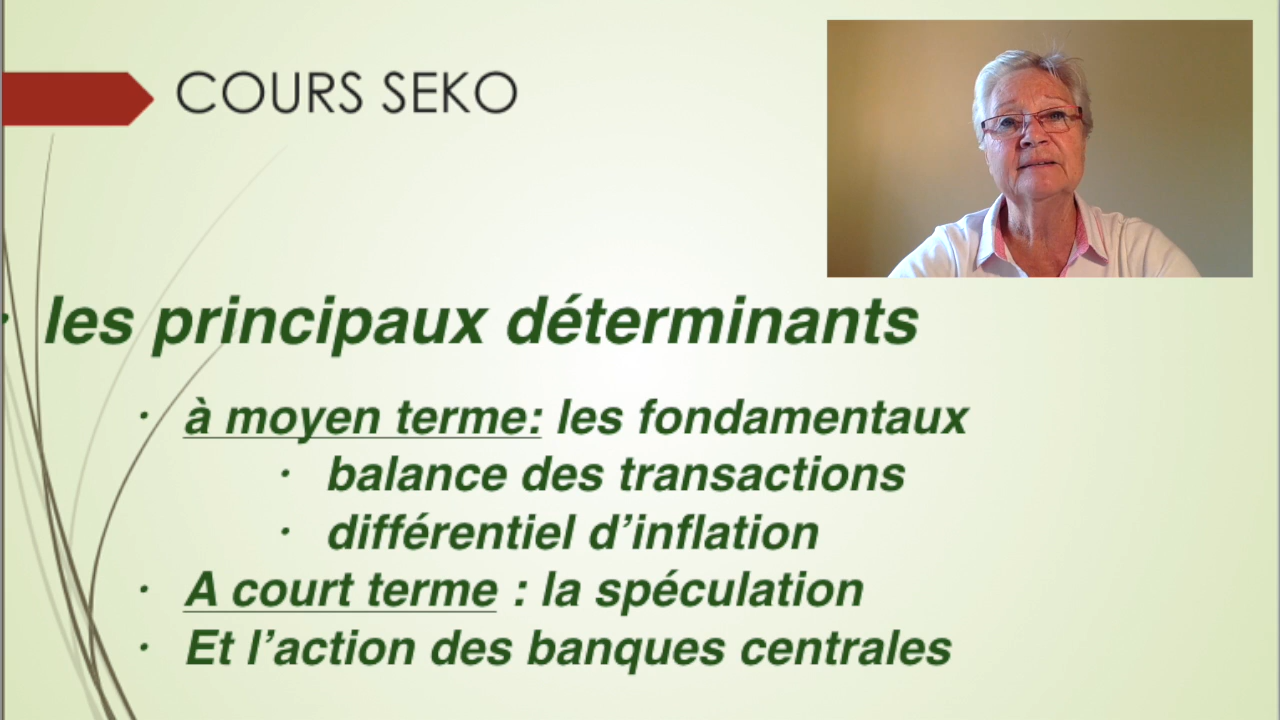 COURS SEKO
· les principaux déterminants
· à moyen terme: les fondamentaux
· balance des transactions
· différentiel d’inflation
· A court terme : la spéculation
· Et l’action des banques centrales